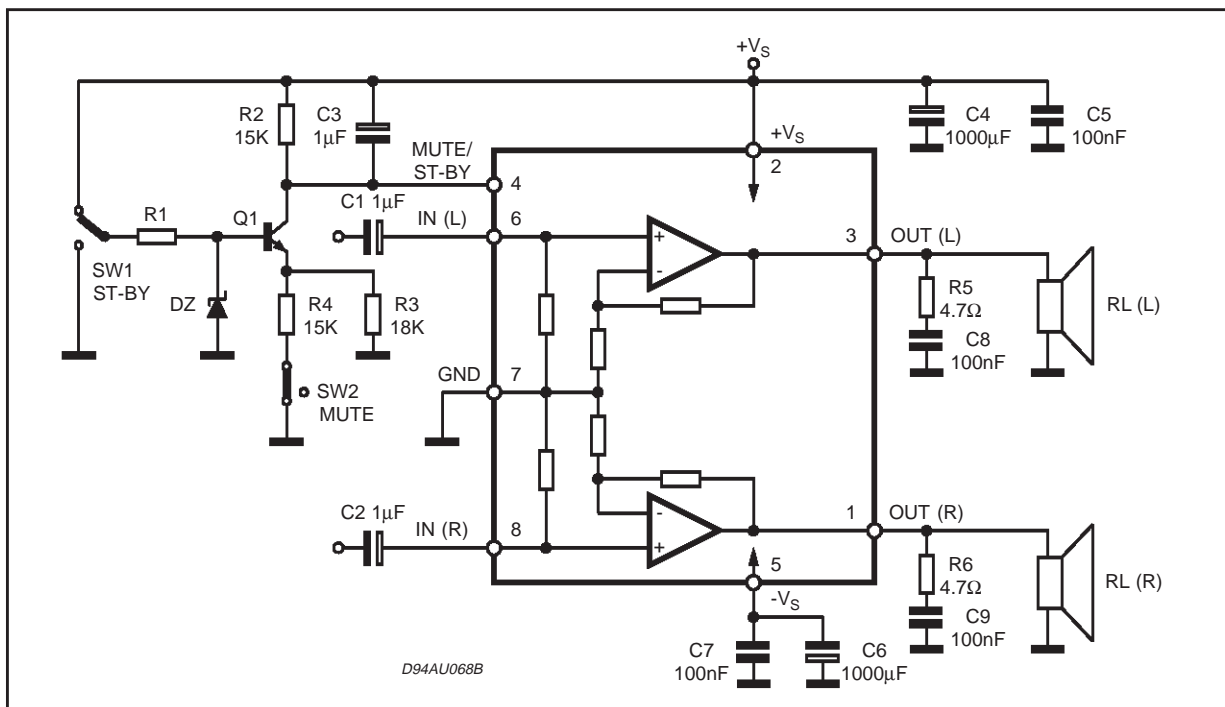 +VS
R2
15K
C3
1µF
MUTE/
ST-BY
+VS
2
C4
1000µF
C5
100nF
4
R1
Q1
C1 1µF
IN (L)
6
+
-
3
OUT (L)
SW1
ST-BY
DZ
R4
15K
R3
18K
R5
4.7Ω
C8
100nF
RL (L)
GND
7
SW2
MUTE
C2 1µF
IN (R)
8
-
+
1
OUT (R)
5
-VS
R6
4.7Ω
C9
100nF
RL (R)
C7
100nF
C6
1000µF
D94AU068B